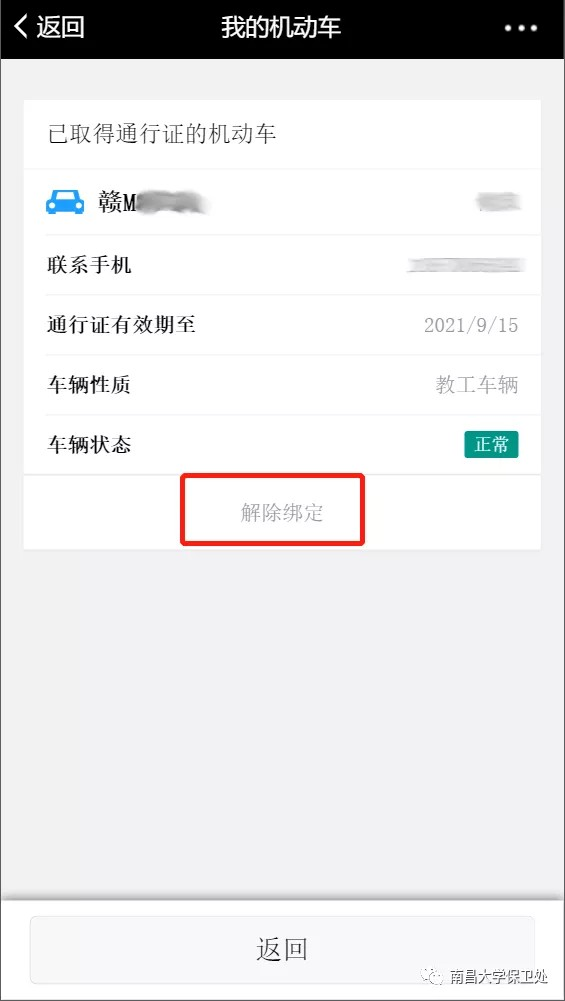 返回
我的机动车
已取得通行证的机动车
赣M
联系手机
通行证有效期至 2021/9/15
车辆性质 教工车辆
车辆状态 正常
解除绑定
返回
南昌大学保卫处